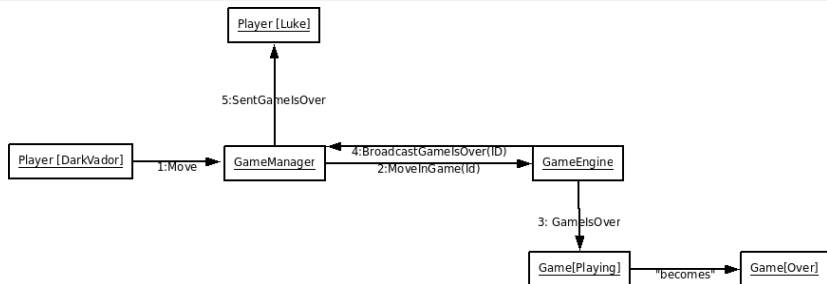 Player [Luke]
5:SentGameIsOver
Player [DarkVador]
1:Move
GameManager
4:BroadcastGameIsOver(ID)
2:MoveInGame(Id)
GameEngine
3: GameIsOver
Game[Playing]
"becomes"
Game[Over]